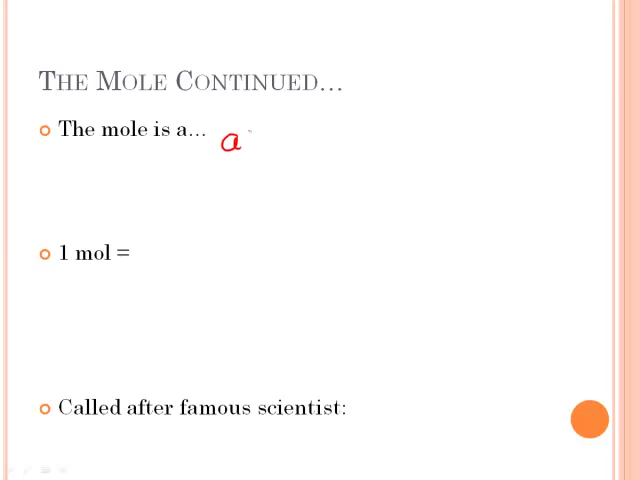 THE MOLE CONTINUED…
The mole is a... a
1 mol =
Called after famous scientist: